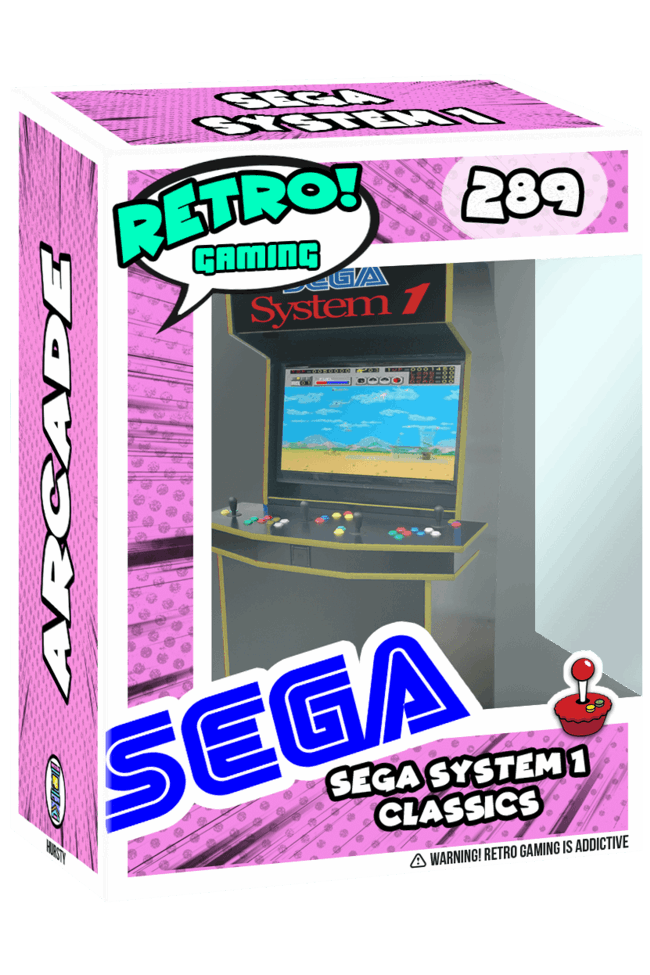 SEGA
SYSTEM 1
RETRO!
GAMING
289
SEGA
System 1
ARCADE
SEGA
SEGA SYSTEM 1
CLASSICS
HURSTY
WARNING! RETRO GAMING IS ADDICTIVE